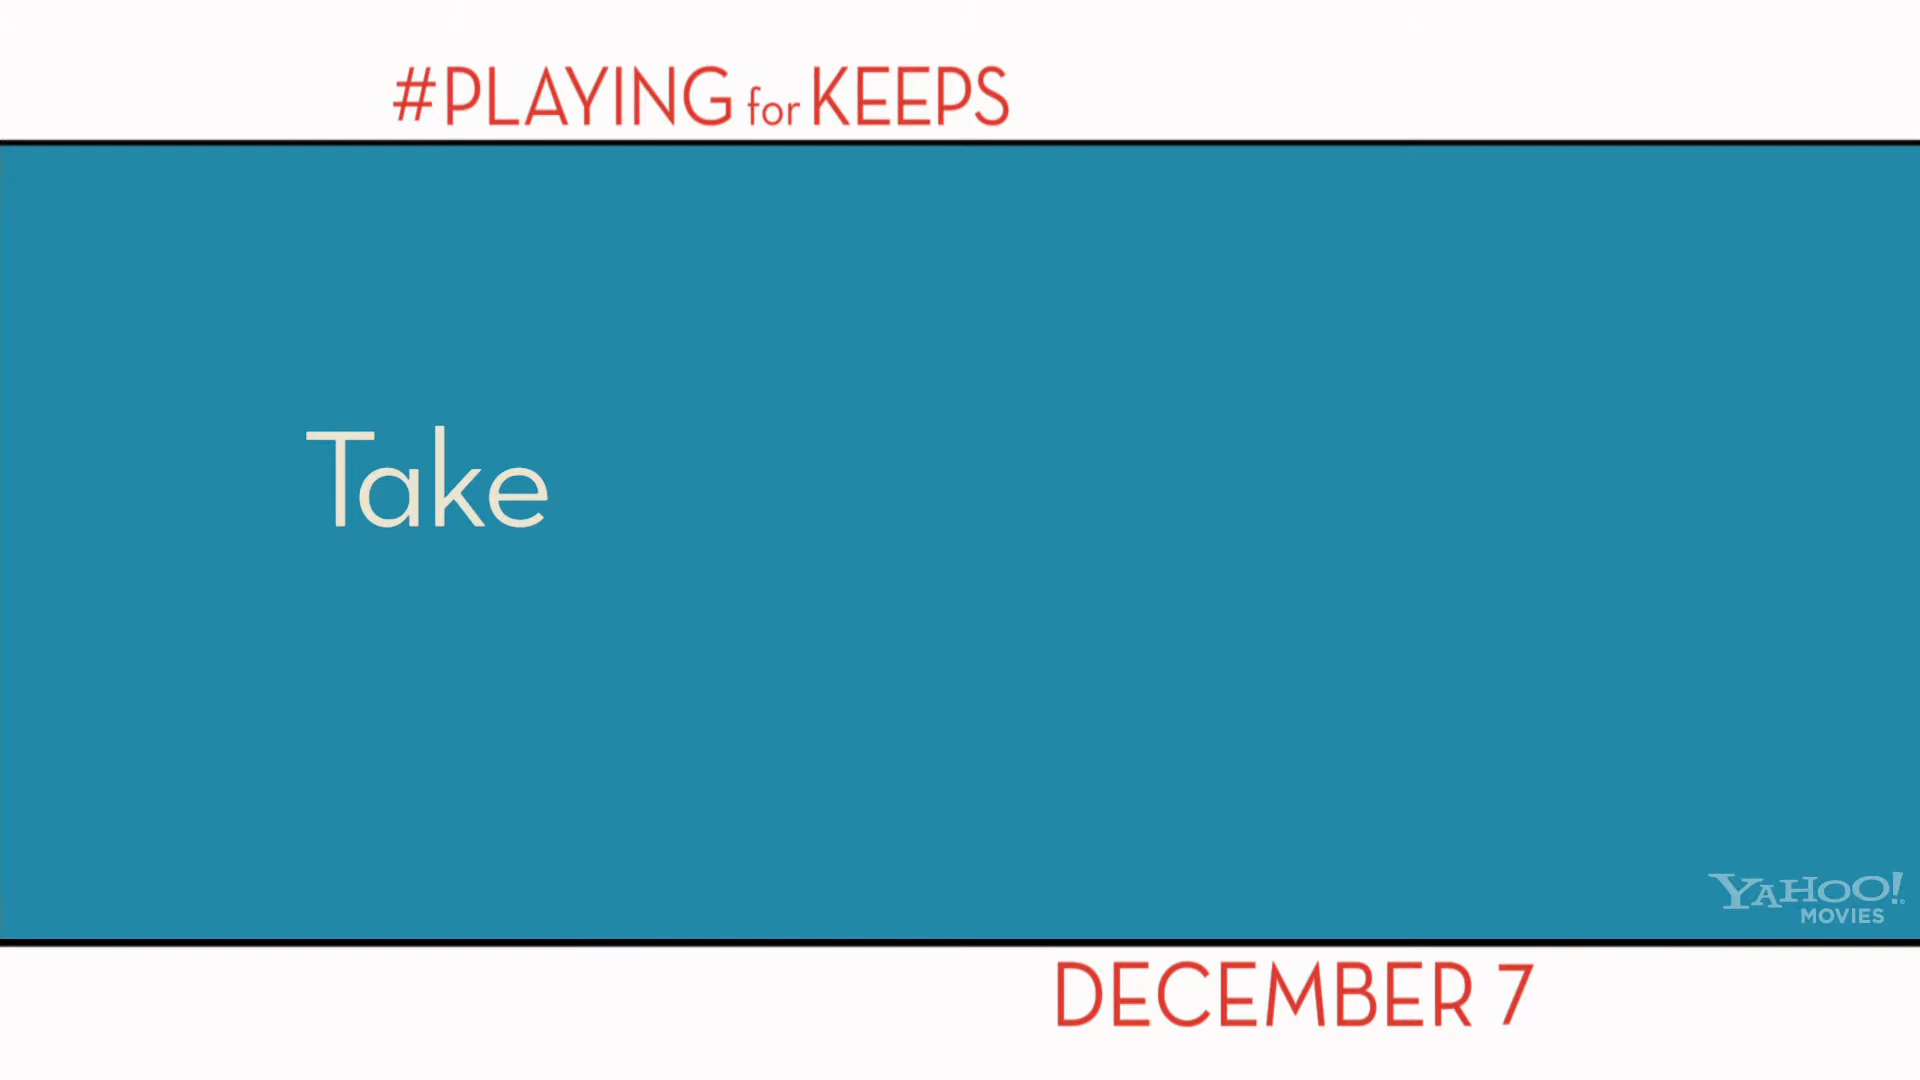 #PLAYING for KEEPS
Take
YAHOO!
MOVIES
DECEMBER 7